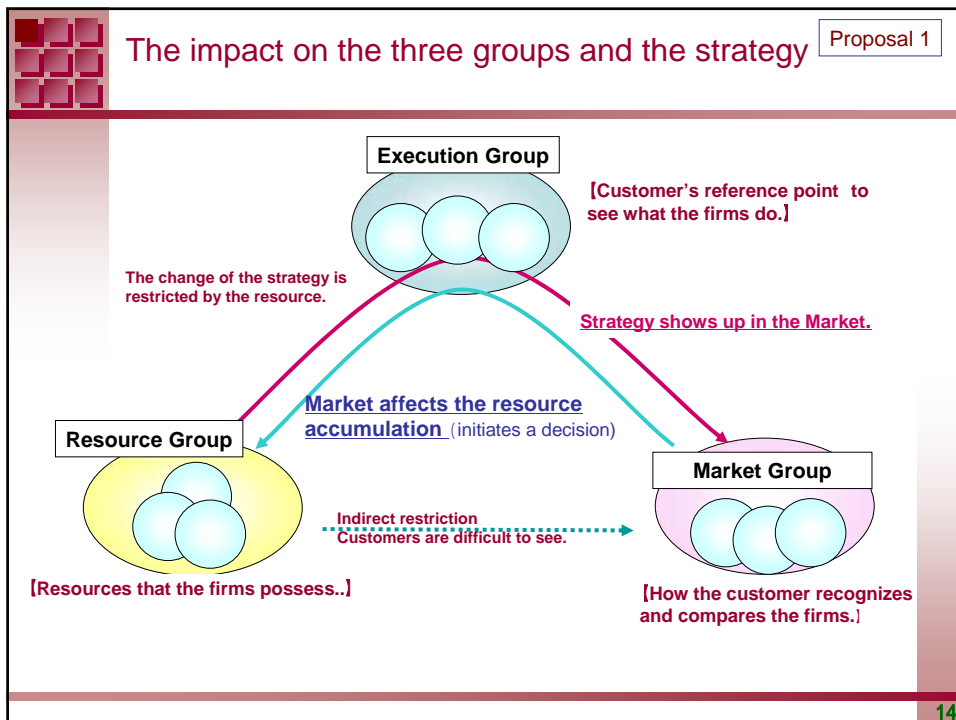 The impact on the three groups and the strategy
Proposal 1
Execution Group
【Customer's reference point to
see what the firms do.】
The change of the strategy is
restricted by the resource.
Strategy shows up in the Market.
Market affects the resource
accumulation (initiates a decision)
Resource Group
Market Group
Indirect restriction
Customers are difficult to see.
【Resources that the firms possess..】
【How the customer recognizes
and compares the firms.】
14